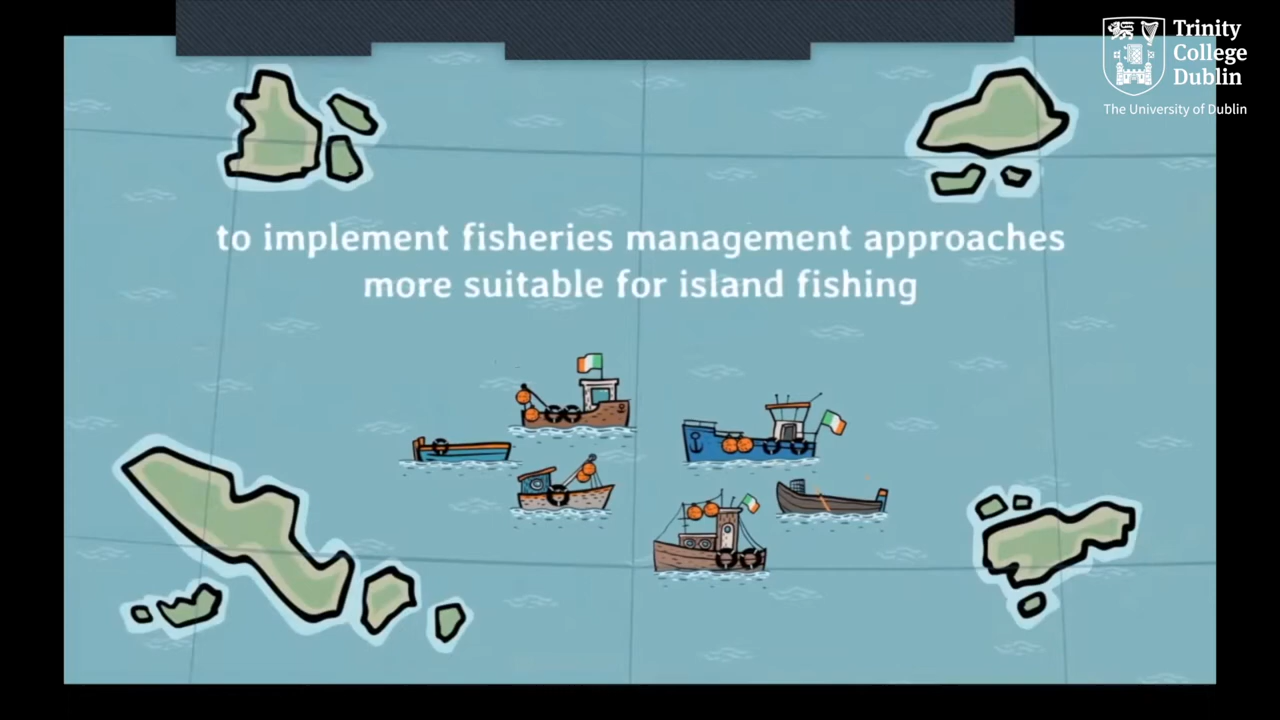 Trinity
College
Dublin
The University of Dublin
to implement fisheries management approaches
more suitable for island fishing